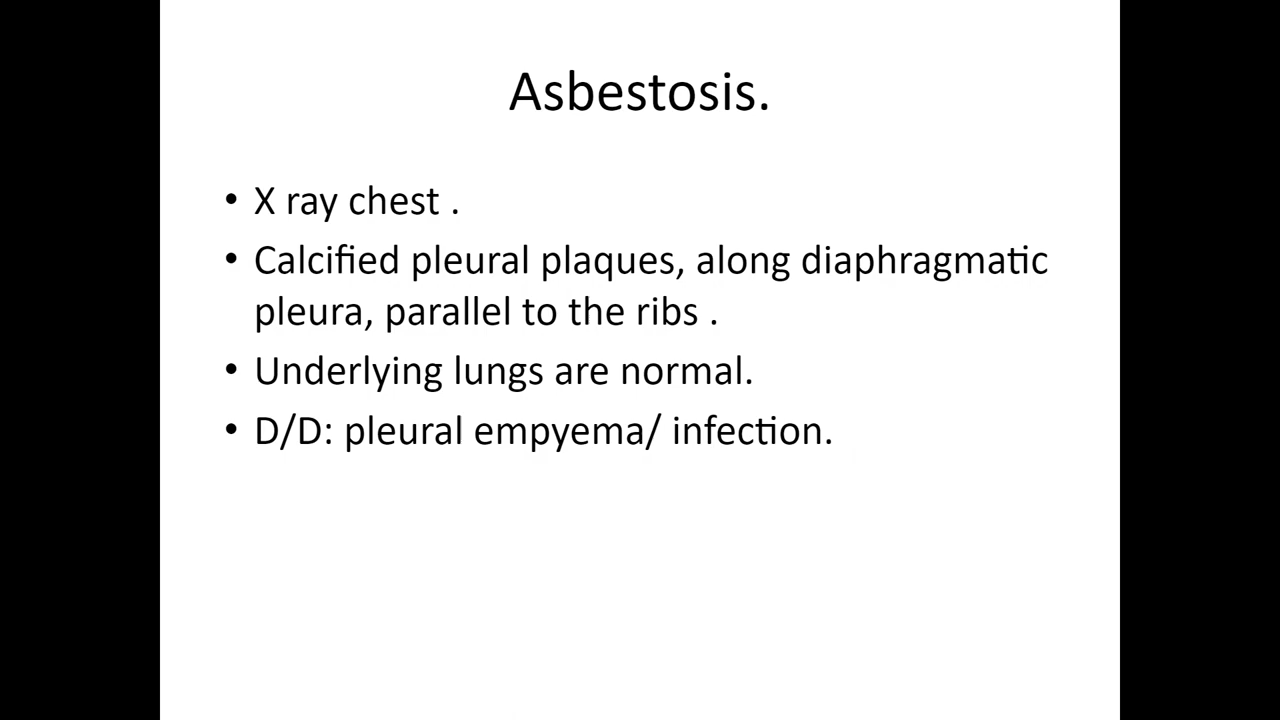 Asbestosis.
• X ray chest .
• Calcified pleural plaques, along diaphragmatic
pleura, parallel to the ribs .
• Underlying lungs are normal.
• D/D: pleural empyema/ infection.